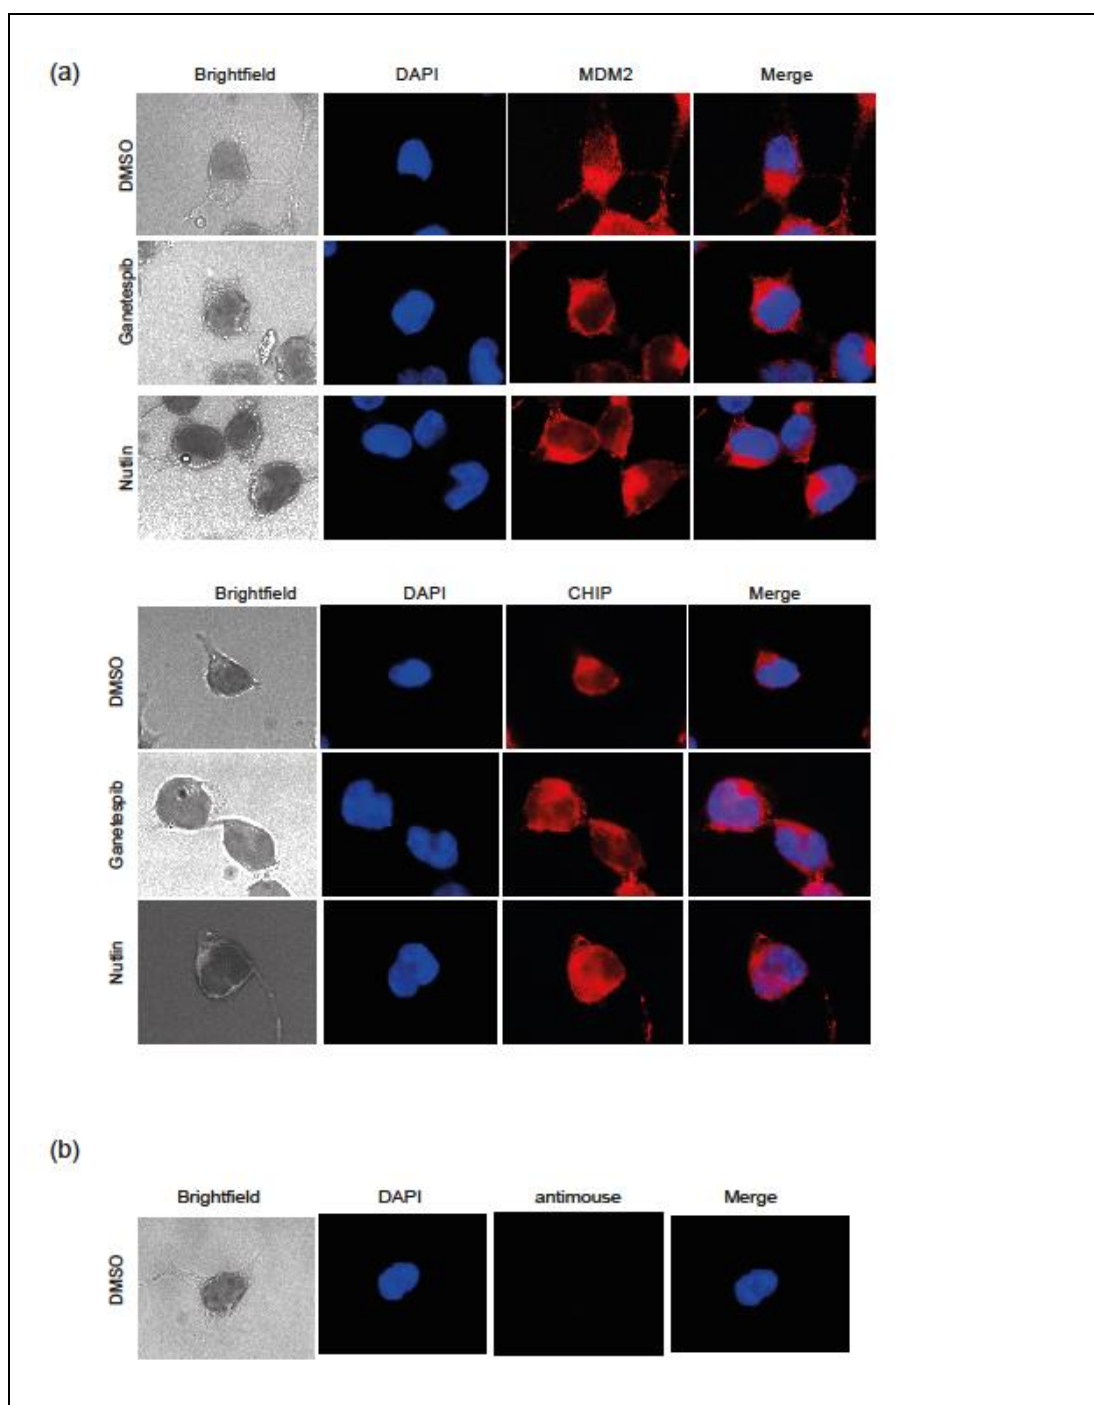 (a)
Brightfield DAPI MDM2 Merge
DMSO
Ganetespib
Nutlin
Brightfield DAPI CHIP Merge
DMSO
Ganetespib
Nutlin
(b)
Brightfield DAPI antimouse Merge
DMSO